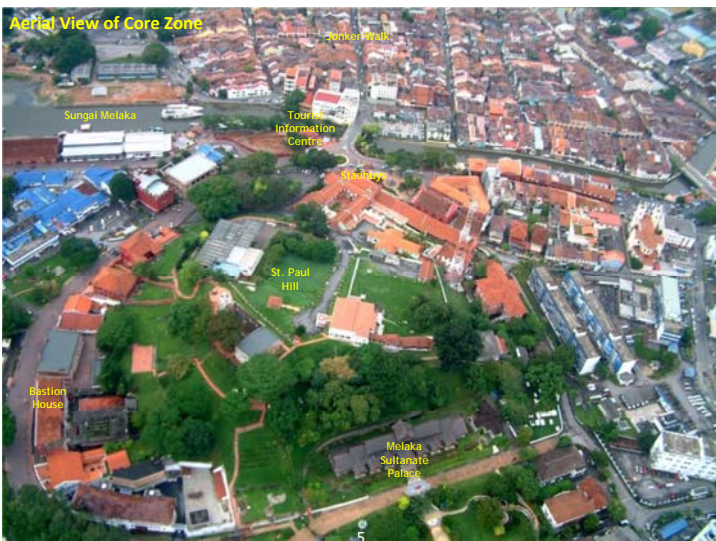 Aerial View of Core Zone
Jonker Walk
Sungai Melaka
Tourist
Information
Centre
Stadhuys
St. Paul
Hill
Bastion
House
Melaka
Sultanate
Palace
5